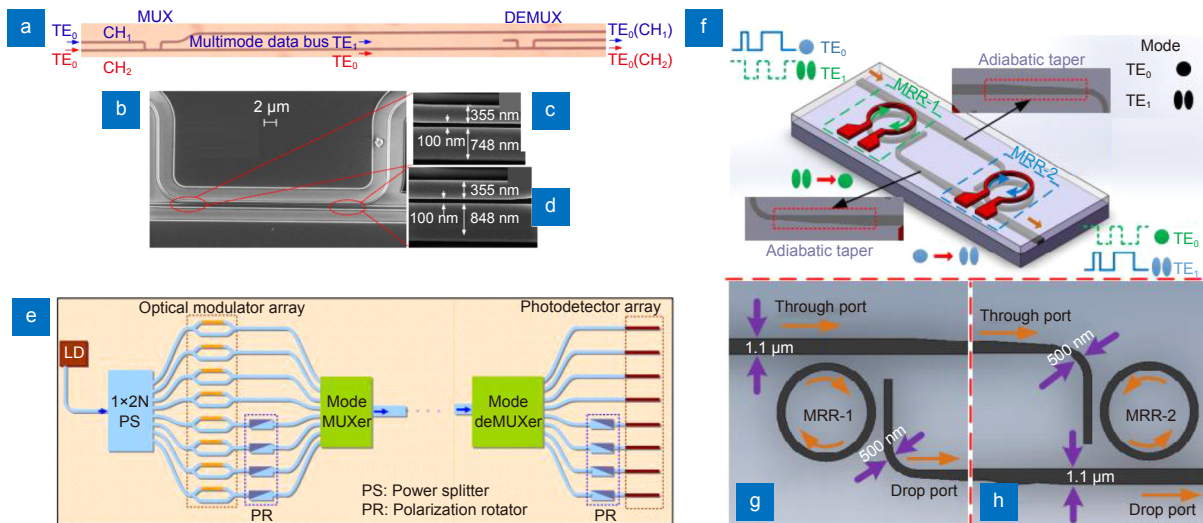 a
MUX
DEMUX
TE0
CH1
TE0(CH1)
Multimode data bus TE1
TE0
CH2
TE0
TE0(CH2)
b
2 μm
355 nm
c
100 nm
748 nm
355 nm
d
100 nm
848 nm
e
Optical modulator array
Photodetector array
LD
1×2N
PS
Mode
MUXer
Mode
deMUXer
PS: Power splitter
PR: Polarization rotator
PR
PR
f
TE0
TE1
Adiabatic taper
Mode
TE0
TE1
MRR-1
MRR-2
Adiabatic taper
TE0
TE1
Through port
1.1 μm
MRR-1
500 nm
Drop port
g
Through port
500 nm
MRR-2
1.1 μm
h
Drop port